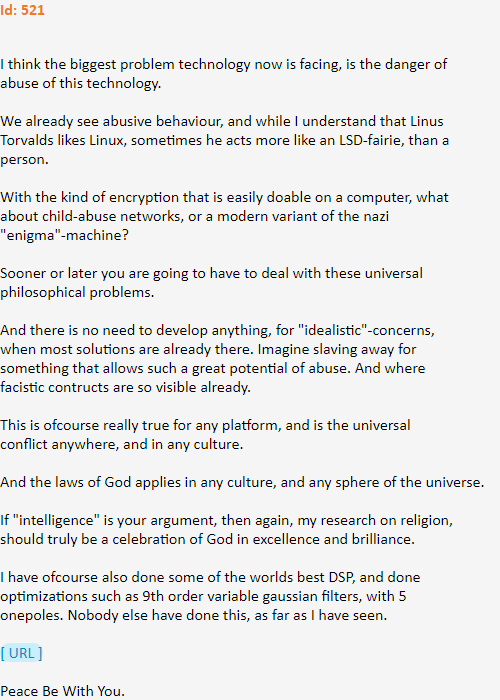 Id: 521
I think the biggest problem technology now is facing, is the danger of
abuse of this technology.
We already see abusive behaviour, and while I understand that Linus
Torvalds likes Linux, sometimes he acts more like an LSD-fairie, than a
person.
With the kind of encryption that is easily doable on a computer, what
about child-abuse networks, or a modern variant of the nazi
"enigma"-machine?
Sooner or later you are going to have to deal with these universal
philosophical problems.
And there is no need to develop anything, for "idealistic"-concerns,
when most solutions are already there. Imagine slaving away for
something that allows such a great potential of abuse. And where
facistic contructs are so visible already.
This is ofcourse really true for any platform, and is the universal
conflict anywhere, and in any culture.
And the laws of God applies in any culture, and any sphere of the universe.
If "intelligence" is your argument, then again, my research on religion,
should truly be a celebration of God in excellence and brilliance.
I have ofcourse also done some of the worlds best DSP, and done
optimizations such as 9th order variable gaussian filters, with 5
onepoles. Nobody else have done this, as far as I have seen.
[ URL ]
Peace Be With You.